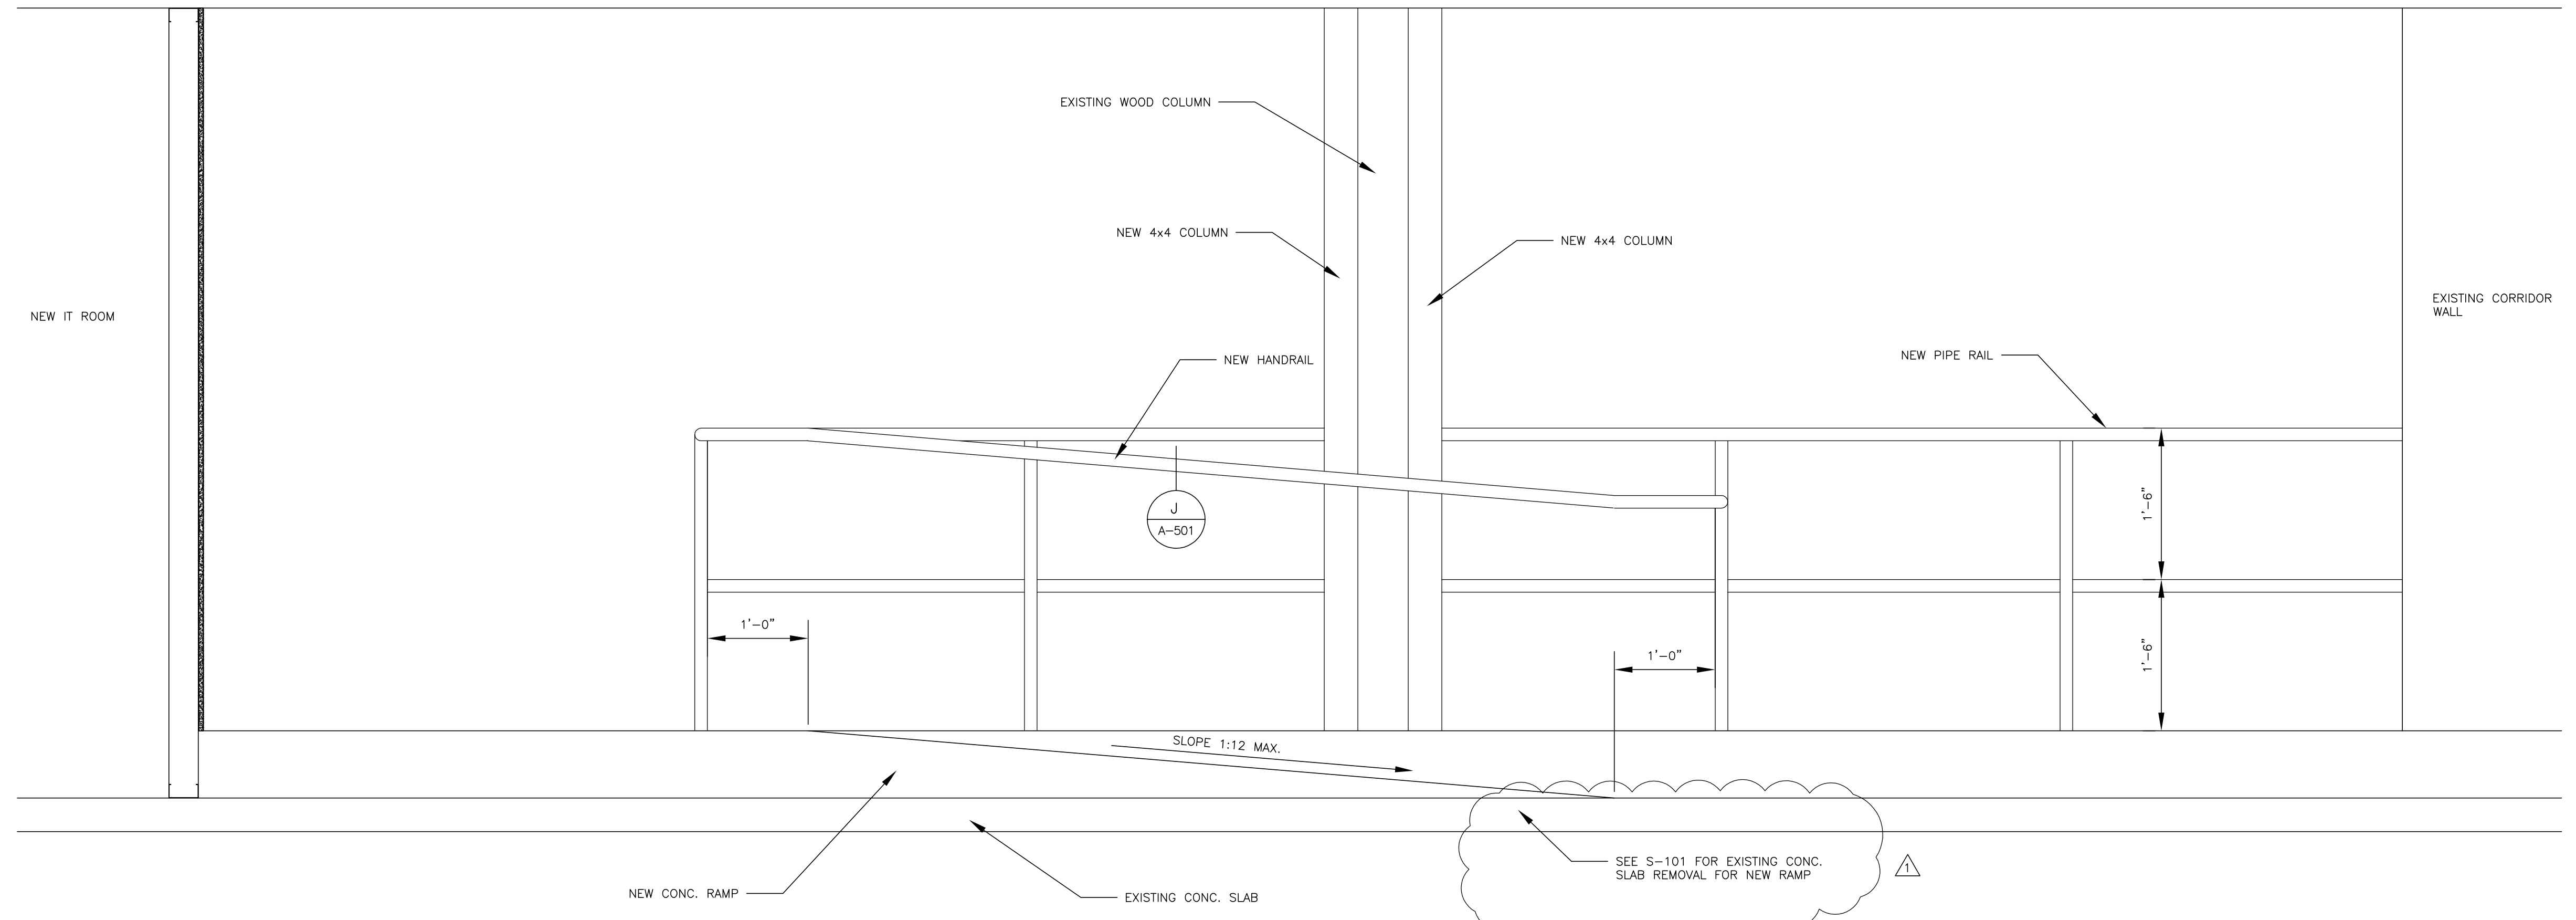 EXISTING WOOD COLUMN
NEW 4x4 COLUMN
NEW 4x4 COLUMN
NEW IT ROOM
EXISTING CORRIDOR
WALL
NEW HANDRAIL
NEW PIPE RAIL
J
A-501
1'-6"
1'-0"
1'-0"
1'-6"
SLOPE 1:12 MAX.
SEE S-101 FOR EXISTING CONC.
SLAB REMOVAL FOR NEW RAMP
1
NEW CONC. RAMP
EXISTING CONC. SLAB